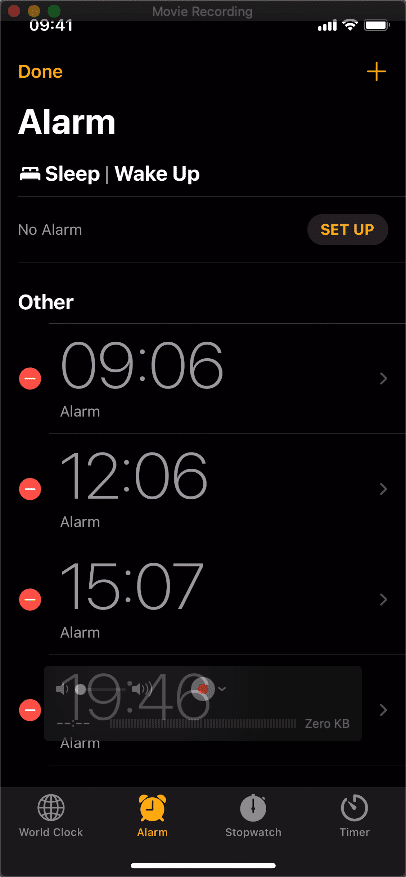 Movie Recording
09:41
Done
Alarm
Sleep | Wake Up
No Alarm SET UP
Other
09:06
Alarm
12:06
Alarm
15:07
Alarm
19:46
--:-- Zero KB
Alarm
World Clock Alarm Stopwatch Timer